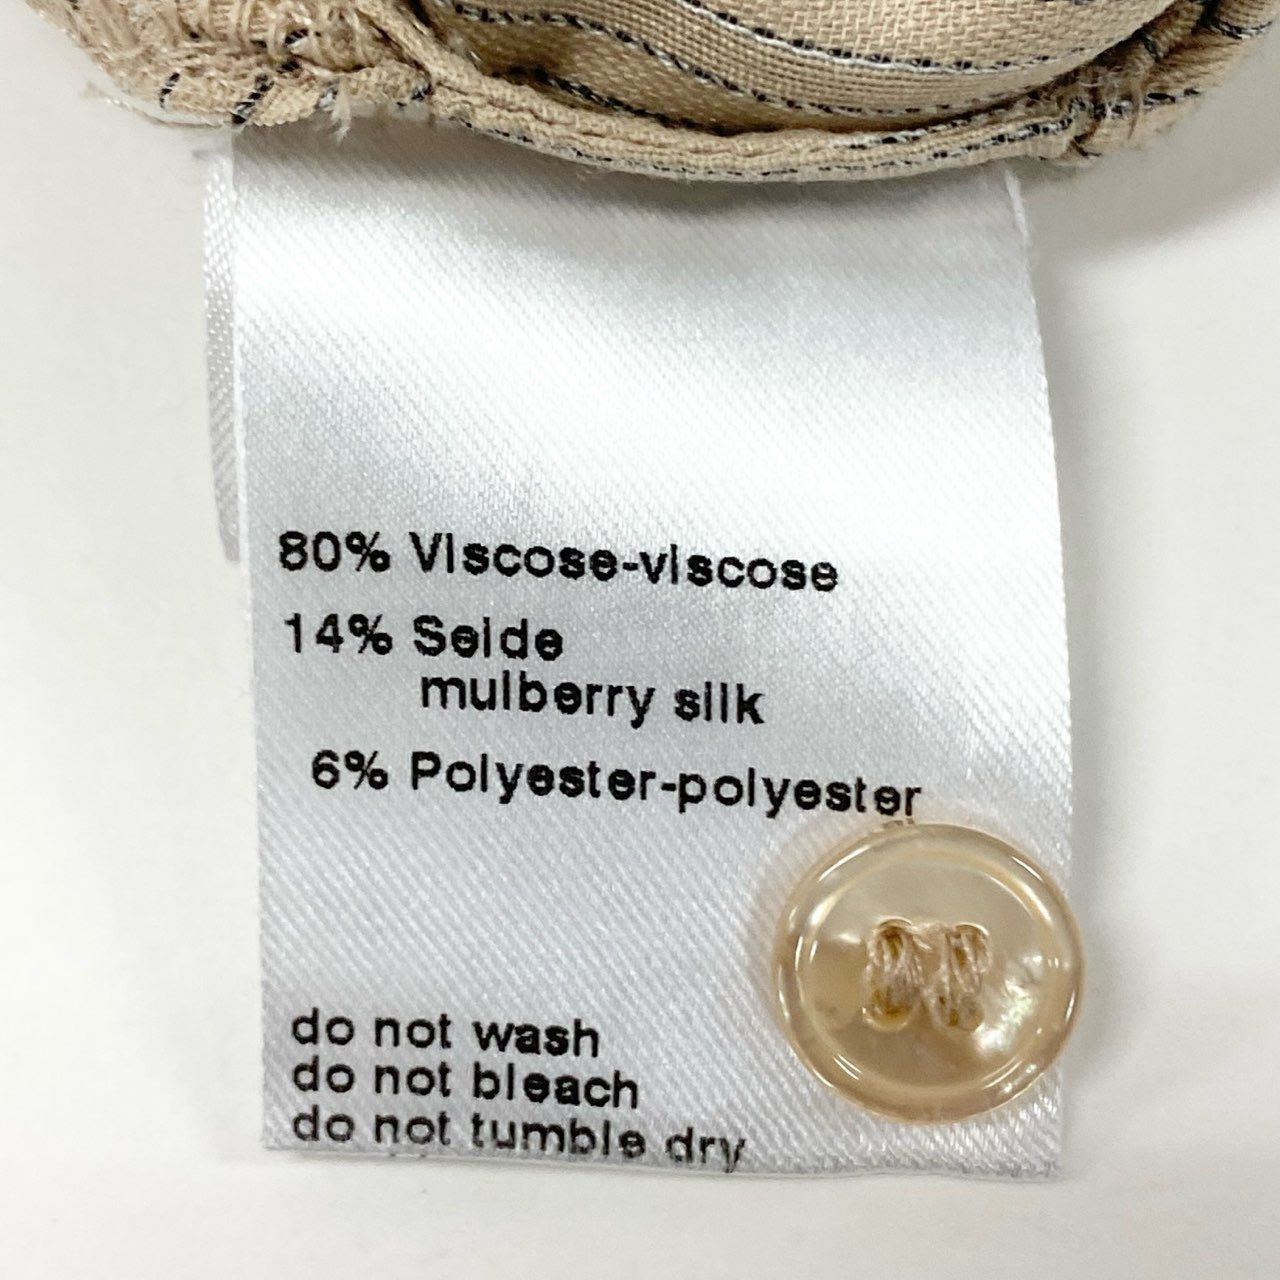 80% Viscose-viscose
14% Seide
mulberry silk
6% Polyester-polyester
do not wash
do not bleach
do not tumble dry